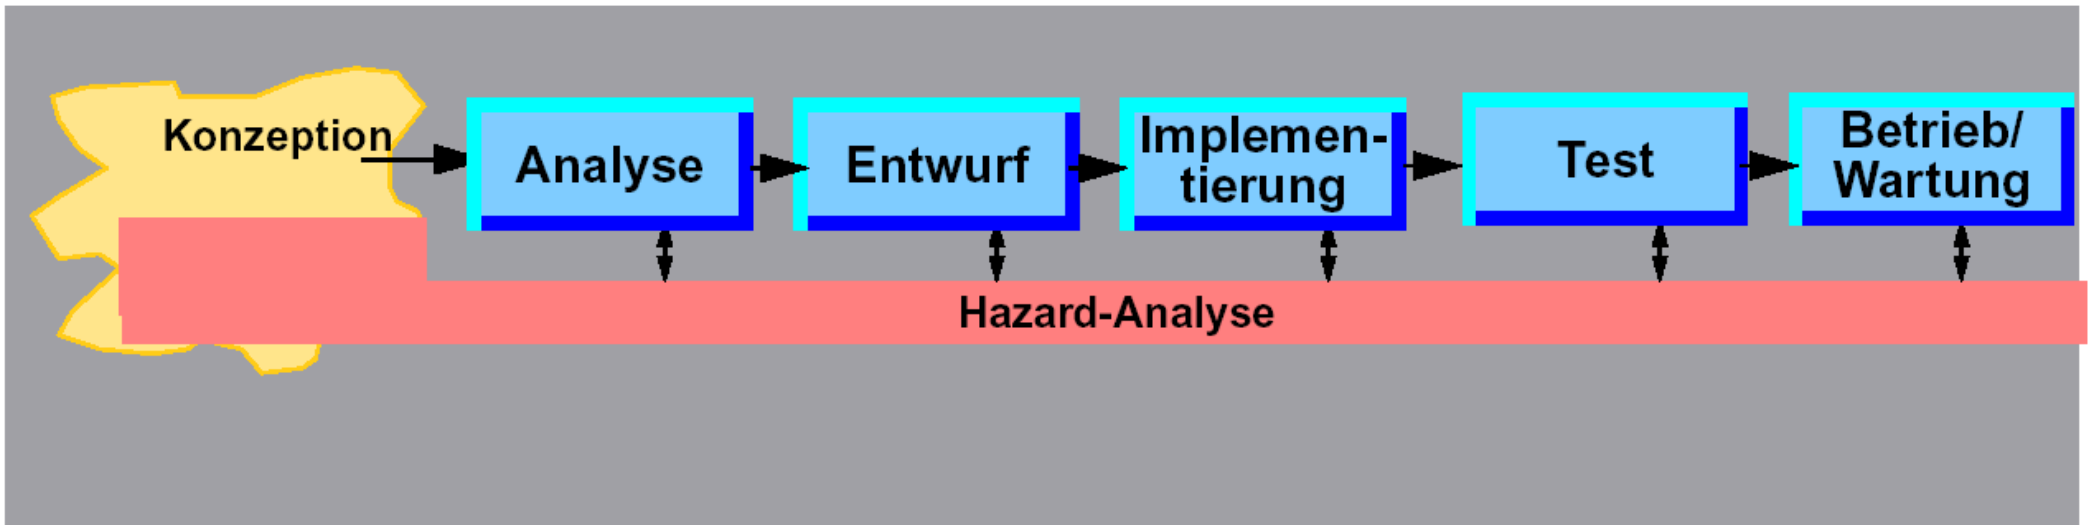 Konzeption
Analyse
Entwurf
Implemen-
tierung
Test
Betrieb/
Wartung
Hazard-Analyse